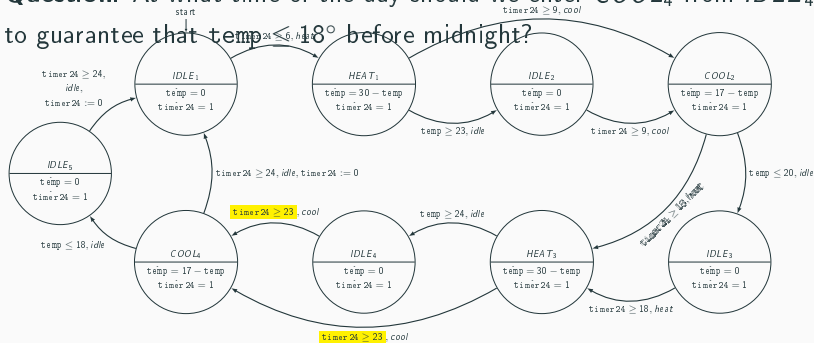 Question: At what time of the day should we enter COOL₄ from IDLE₄
to guarantee that temp ≤ 18° before midnight?
start
timer24 ≥ 9, cool
timer24 ≥ 6, heat
timer24 ≥ 24,
idle,
timer24 := 0
IDLE₁
temp = 0
timer24 = 1
HEAT₁
temp = 30 − temp
timer24 = 1
IDLE₂
temp = 0
timer24 = 1
COOL₂
temp = 17 − temp
timer24 = 1
temp ≥ 23, idle
timer24 ≥ 9, cool
IDLE₅
temp = 0
timer24 = 1
timer24 ≥ 24, idle, timer24 := 0
temp ≤ 20, idle
timer24 ≥ 23, cool
temp ≥ 24, idle
temp ≤ 18, idle
COOL₄
temp = 17 − temp
timer24 = 1
IDLE₄
temp = 0
timer24 = 1
HEAT₃
temp = 30 − temp
timer24 = 1
IDLE₃
temp = 0
timer24 = 1
timer24 ≥ 18, heat
timer24 ≥ 23, cool